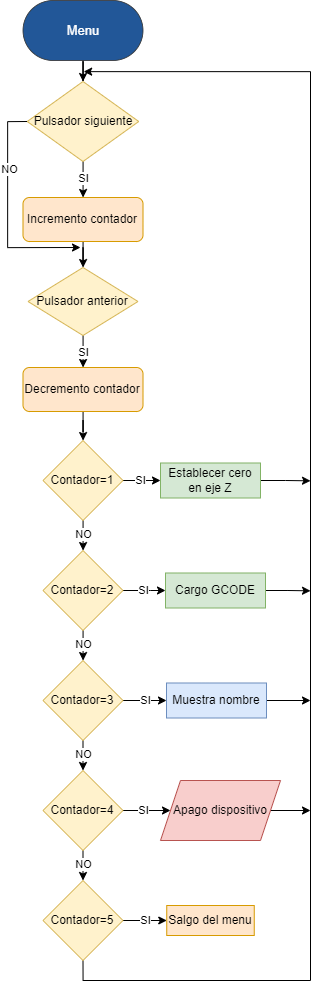 Menu
Pulsador siguiente
NO
SI
Incremento contador
Pulsador anterior
SI
Decremento contador
Contador=1
SI
Establecer cero
en eje Z
NO
Contador=2
SI
Cargo GCODE
NO
Contador=3
SI
Muestra nombre
NO
Contador=4
SI
Apago dispositivo
NO
Contador=5
SI
Salgo del menu